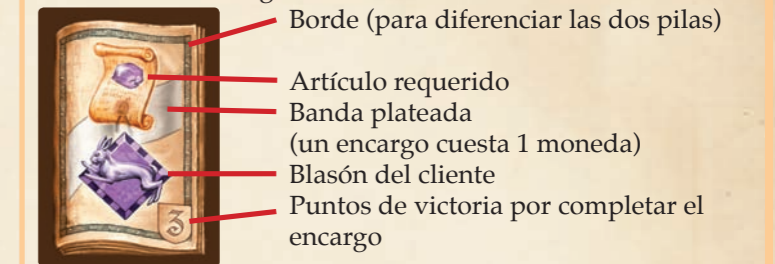 Borde (para diferenciar las dos pilas)
Artículo requerido
Banda plateada
(un encargo cuesta 1 moneda)
Blasón del cliente
Puntos de victoria por completar el
encargo
3